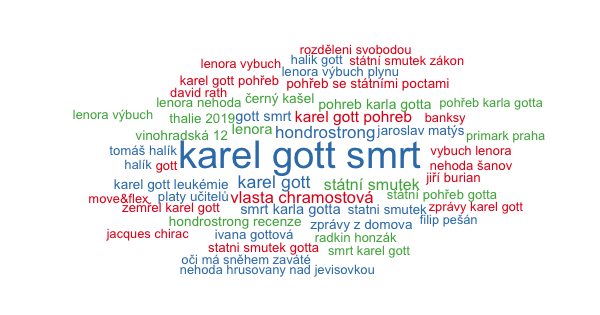 rozděleni svobodou
lenora vybuch halik gott státní smutek zákon
lenora výbuch plynu
karel gott pohřeb pohřeb se státními poctami
david rath
lenora nehoda černý kašel pohreb karla gotta pohřeb karla gotta
lenora výbuch thalie 2019 gott smrt karel gott pohreb banksy
vinohradská 12 lenora hondrostrong jaroslav matýs primark praha
tomáš halík karel gott smrt vybuch lenora
halík gott nehoda šanov
karel gott leukémie karel gott státní smutek jiří burian
move&flex platy učitelů vlasta chramostová státní pohřeb gotta
zemřel karel gott smrt karla gotta statni smutek zprávy karel gott
hondrostrong recenze zprávy z domova filip pešán
jacques chirac ivana gottová radkin honzák
statni smutek gotta smrt karel gott
oči má sněhem zaváté
nehoda hrusovany nad jevisovkou